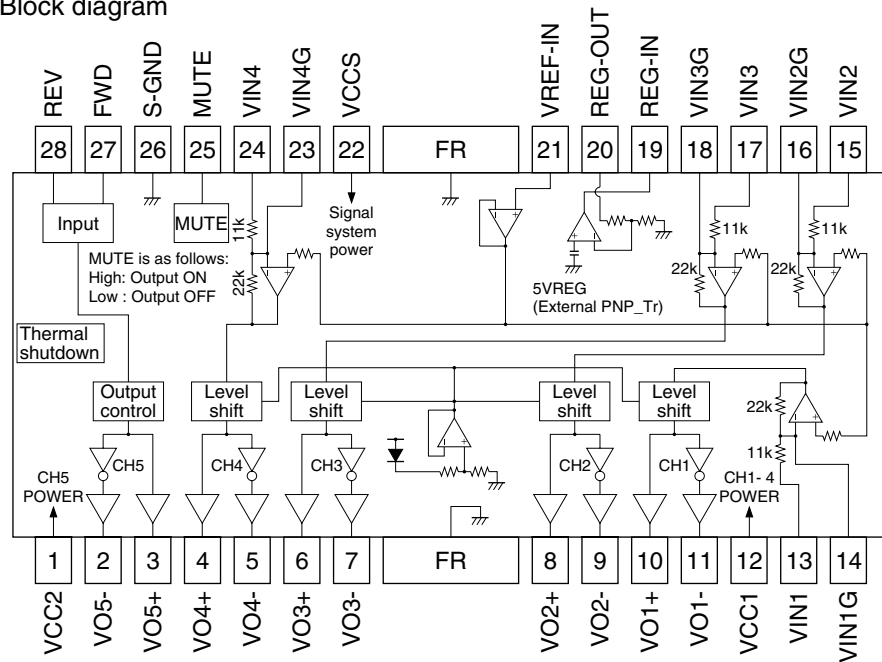 Block diagram
REV
FWD
S-GND
MUTE
VIN4
VIN4G
VCCS
VREF-IN
REG-OUT
REG-IN
VIN3G
VIN3
VIN2G
VIN2
28 27 26 25 24 23 22 FR 21 20 19 18 17 16 15
Input
MUTE
11k
Signal
system
power
11k
11k
MUTE is as follows:
High: Output ON
Low : Output OFF
22k
22k
22k
5VREG
(External PNP_Tr)
Thermal
shutdown
Output
control
Level
shift
Level
shift
Level
shift
Level
shift
22k
11k
CH5
CH4
CH3
CH2
CH1
CH5
POWER
CH1- 4
POWER
1 2 3 4 5 6 7 FR 8 9 10 11 12 13 14
VCC2
VO5-
VO5+
VO4+
VO4-
VO3+
VO3-
VO2+
VO2-
VO1+
VO1-
VCC1
VIN1
VIN1G